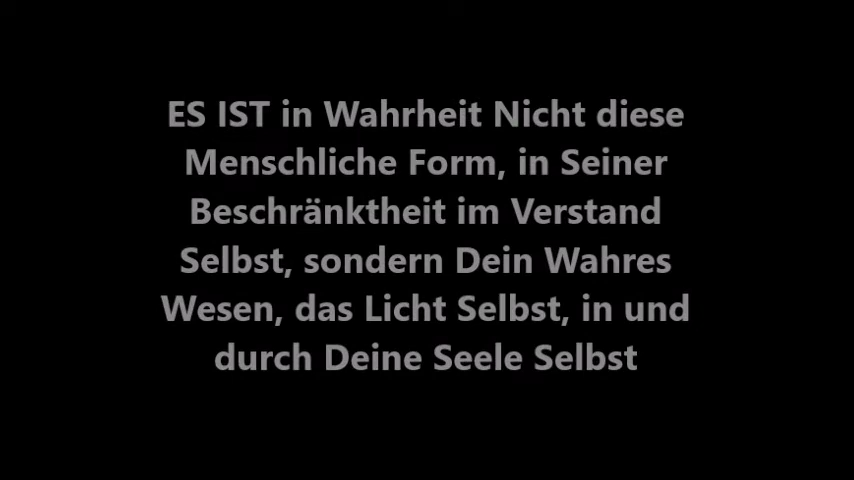 ES IST in Wahrheit Nicht diese
Menschliche Form, in Seiner
Beschränktheit im Verstand
Selbst, sondern Dein Wahres
Wesen, das Licht Selbst, in und
durch Deine Seele Selbst